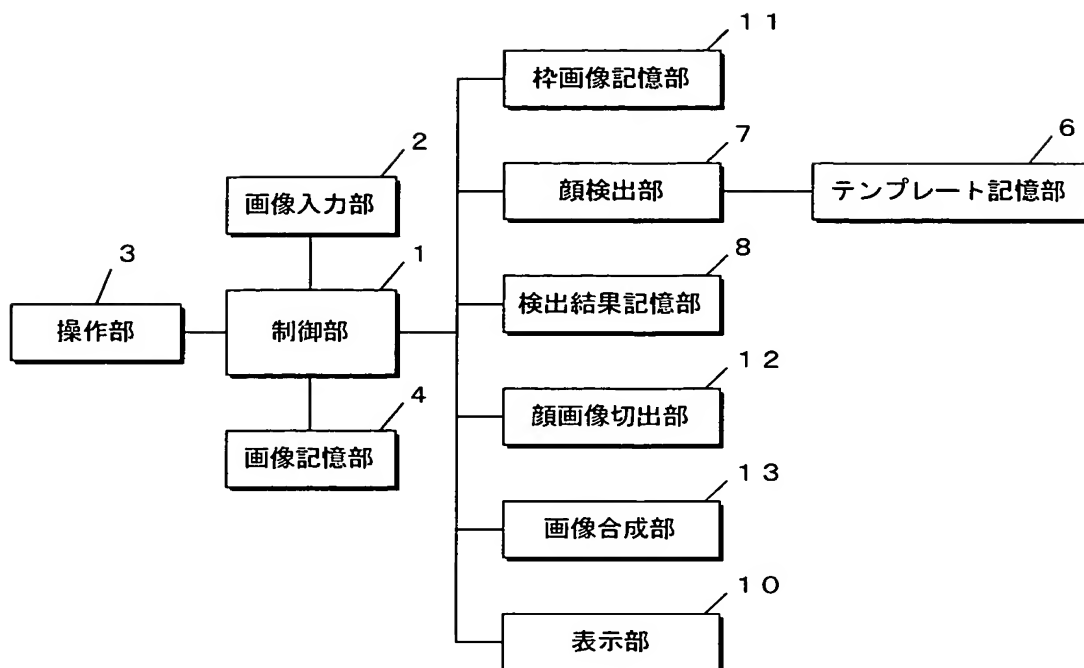 １１
枠画像記憶部
７
顔検出部
６
テンプレート記憶部
２
画像入力部
３
操作部
１
制御部
４
画像記憶部
８
検出結果記憶部
１２
顔画像切出部
１３
画像合成部
１０
表示部